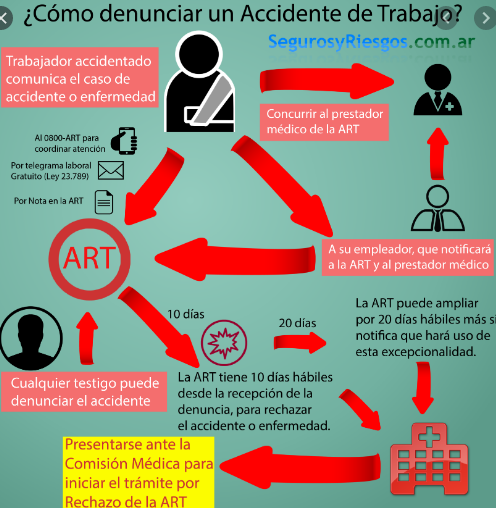 ¿Cómo denunciar un Accidente de Trabajo?
SegurosyRiesgos.com.ar
Trabajador accidentado
comunica el caso de
accidente o enfermedad
Concurrir al prestador
médico de la ART
Al 0800-ART para
coordinar atención
Por telegrama laboral
Gratuito (Ley 23.789)
Por Nota en la ART
ART
A su empleador, que notificará
a la ART y al prestador médico
Cualquier testigo puede
denunciar el accidente
10 días
20 días
La ART tiene 10 días hábiles
desde la recepción de la
denuncia, para rechazar
el accidente o enfermedad.
La ART puede ampliar
por 20 días hábiles más si
notifica que hará uso de
esta excepcionalidad.
Presentarse ante la
Comisión Médica para
iniciar el trámite por
Rechazo de la ART